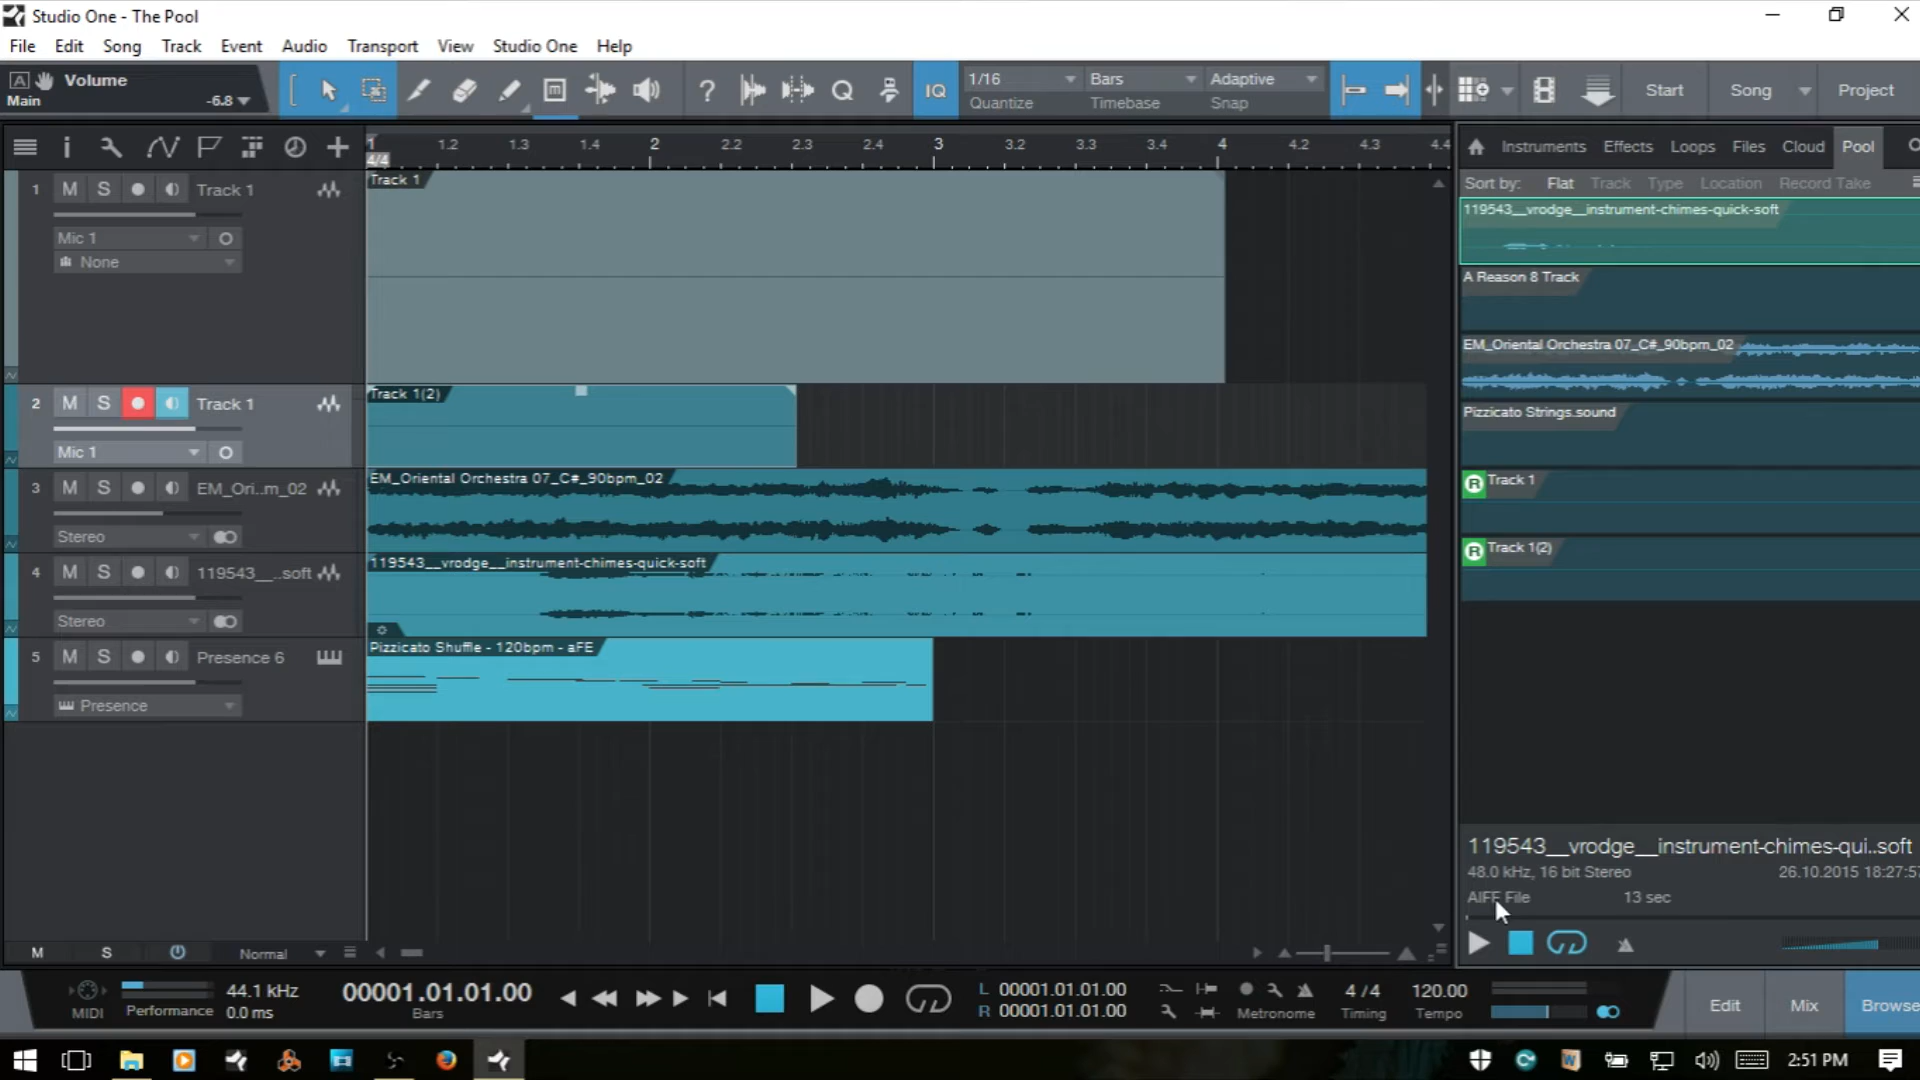 Studio One - The Pool
File Edit Song Track Event Audio Transport View Studio One Help
A Volume
Main -6.8
? Q IQ 1/16 Bars Adaptive Start Song Project
Quantize Timebase Snap
i 1 1.2 1.3 1.4 2 2.2 2.3 2.4 3 3.2 3.3 3.4 4 4.2 4.3 4.4
4/4
Instruments Effects Loops Files Cloud Pool
Sort by: Flat Track Type Location Record Take
1 M S Track 1
Mic 1
None
Track 1
2 M S Track 1
Mic 1
Track 1(2)
3 M S EM_Ori..m_02
Stereo
EM_Oriental Orchestra 07_C#_90bpm_02
4 M S 119543__..soft
Stereo
119543__vrodge__instrument-chimes-quick-soft
5 M S Presence 6
Presence
Pizzicato Shuffle - 120bpm - aFE
119543__vrodge__instrument-chimes-quick-soft
A Reason 8 Track
EM_Oriental Orchestra 07_C#_90bpm_02
Pizzicato Strings.sound
R Track 1
R Track 1(2)
119543__vrodge__instrument-chimes-qui..soft
48.0 kHz, 16 bit Stereo 26.10.2015 18:27:57
AIFF File 13 sec
M S Normal
MIDI Performance 44.1 kHz
0.0 ms
00001.01.01.00
Bars
L 00001.01.01.00
R 00001.01.01.00
Metronome
4 / 4
Timing
120.00
Tempo
Edit Mix Browse
2:51 PM